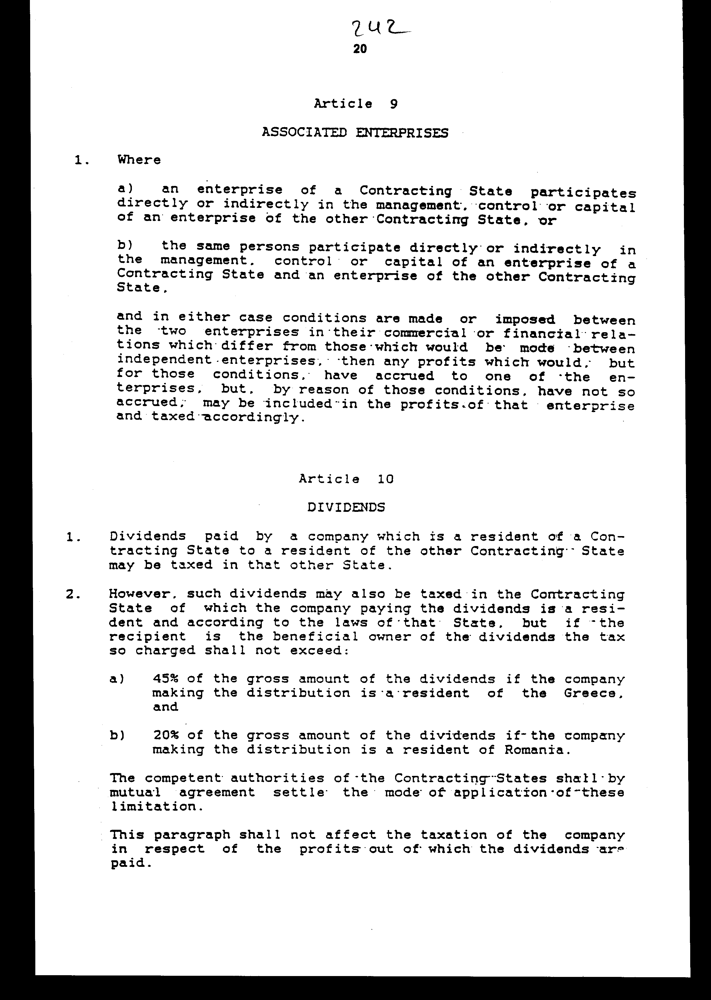 242
20
Article 9
ASSOCIATED ENTERPRISES
1. Where
a) an enterprise of a Contracting State participates
directly or indirectly in the management, control or capital
of an enterprise of the other Contracting State, or
b) the same persons participate directly or indirectly in
the management, control or capital of an enterprise of a
Contracting State and an enterprise of the other Contracting
State,
and in either case conditions are made or imposed between
the two enterprises in their commercial or financial rela-
tions which differ from those which would be mode between
independent enterprises, then any profits which would, but
for those conditions, have accrued to one of the en-
terprises, but, by reason of those conditions, have not so
accrued, may be included in the profits of that enterprise
and taxed accordingly.
Article 10
DIVIDENDS
1. Dividends paid by a company which is a resident of a Con-
tracting State to a resident of the other Contracting State
may be taxed in that other State.
2. However, such dividends may also be taxed in the Contracting
State of which the company paying the dividends is a resi-
dent and according to the laws of that State, but if the
recipient is the beneficial owner of the dividends the tax
so charged shall not exceed:
a) 45% of the gross amount of the dividends if the company
making the distribution is a resident of the Greece,
and
b) 20% of the gross amount of the dividends if the company
making the distribution is a resident of Romania.
The competent authorities of the Contracting States shall by
mutual agreement settle the mode of application of these
limitation.
This paragraph shall not affect the taxation of the company
in respect of the profits out of which the dividends are
paid.